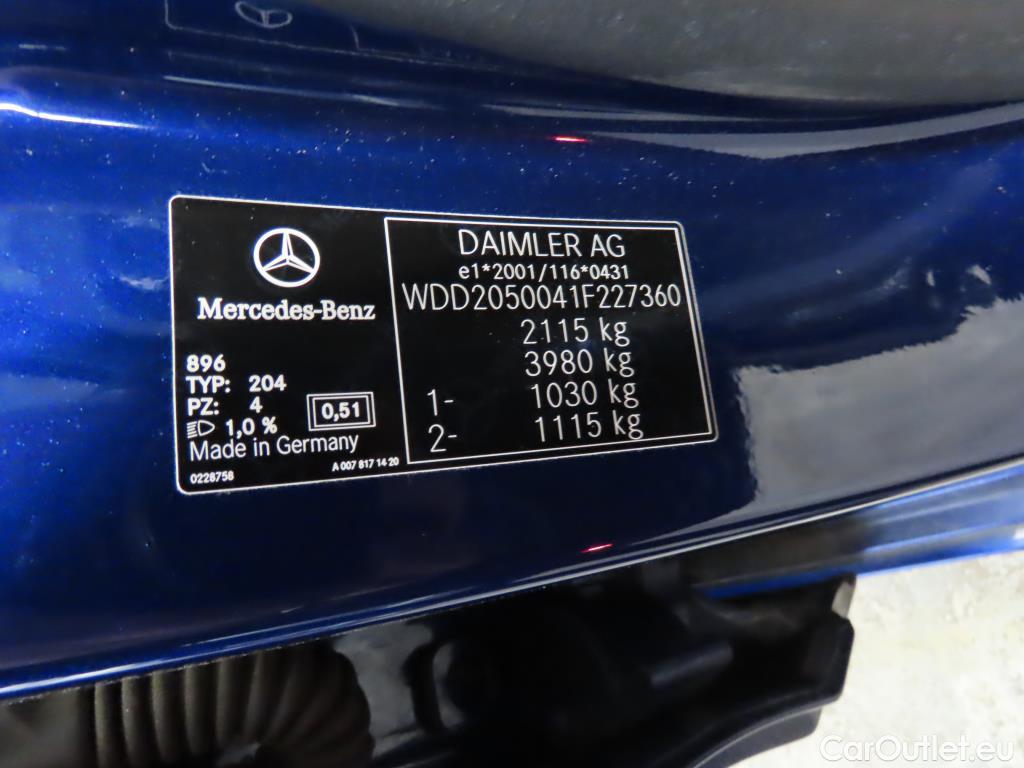 Mercedes-Benz
896
TYP: 204
PZ: 4
1,0 %
0,51
Made in Germany
0228758
A 007 817 14 20
DAIMLER AG
e1*2001/116*0431
WDD2050041F227360
2115 kg
3980 kg
1- 1030 kg
2- 1115 kg
CarOutlet.eu